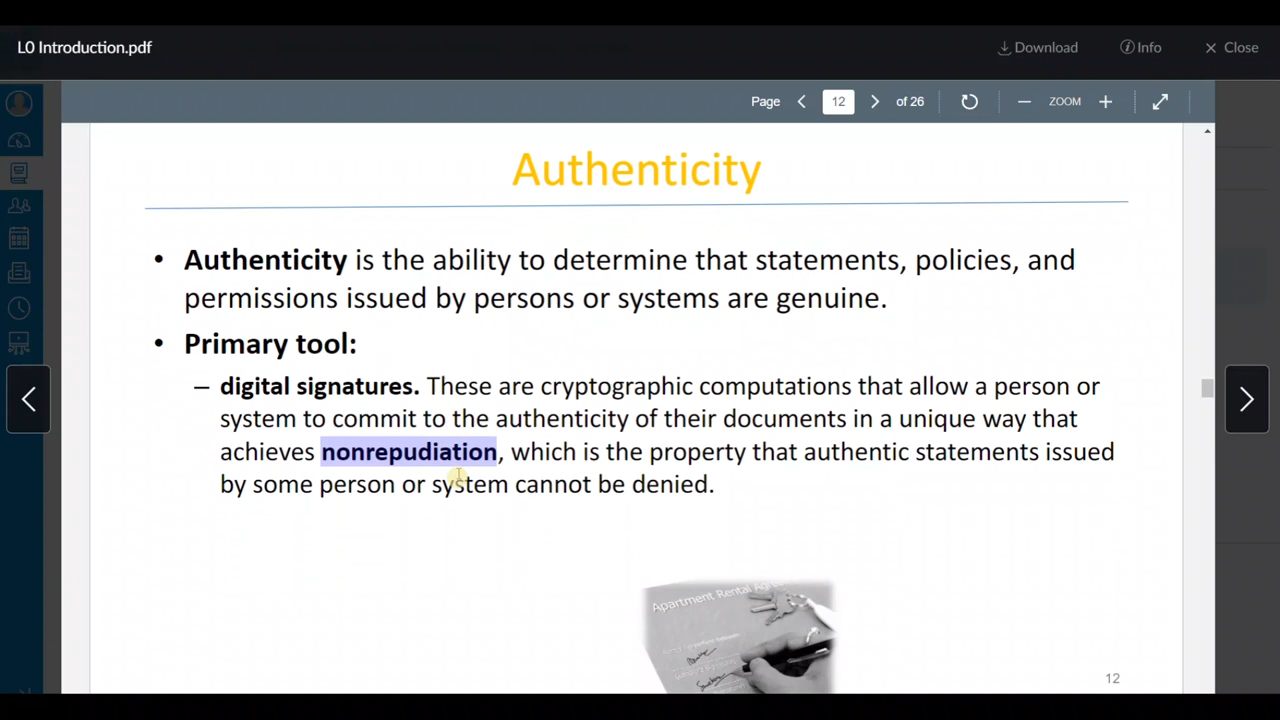 L0 Introduction.pdf
Download
Info
Close
Page
12
of 26
ZOOM
Authenticity
• Authenticity is the ability to determine that statements, policies, and
permissions issued by persons or systems are genuine.
• Primary tool:
– digital signatures. These are cryptographic computations that allow a person or
system to commit to the authenticity of their documents in a unique way that
achieves nonrepudiation, which is the property that authentic statements issued
by some person or system cannot be denied.
Apartment Rental
12